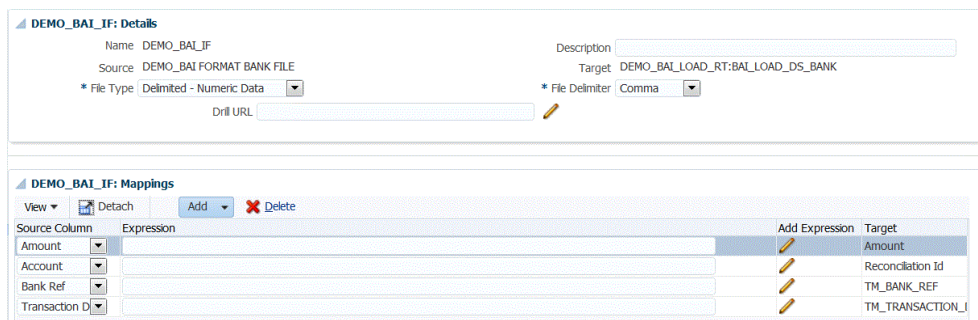 DEMO_BAI_IF: Details
Name DEMO_BAI_IF
Description
Source DEMO_BAI FORMAT BANK FILE
Target DEMO_BAI_LOAD_RT:BAI_LOAD_DS_BANK
* File Type Delimited - Numeric Data
* File Delimiter Comma
Drill URL
DEMO_BAI_IF: Mappings
View Detach Add Delete
Source Column Expression Add Expression Target
Amount Amount
Account Reconciliation Id
Bank Ref TM_BANK_REF
Transaction D TM_TRANSACTION_